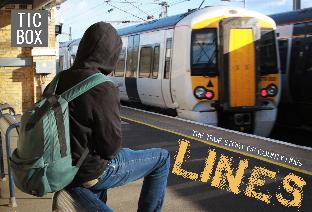 TIC
BOX
THE TRUE STORY OF COUNTY LINES
LINES